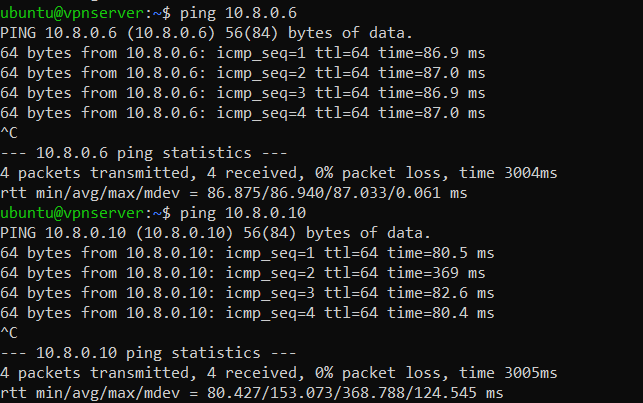 ubuntu@vpnserver:~$ ping 10.8.0.6
PING 10.8.0.6 (10.8.0.6) 56(84) bytes of data.
64 bytes from 10.8.0.6: icmp_seq=1 ttl=64 time=86.9 ms
64 bytes from 10.8.0.6: icmp_seq=2 ttl=64 time=87.0 ms
64 bytes from 10.8.0.6: icmp_seq=3 ttl=64 time=86.9 ms
64 bytes from 10.8.0.6: icmp_seq=4 ttl=64 time=87.0 ms
^C
--- 10.8.0.6 ping statistics ---
4 packets transmitted, 4 received, 0% packet loss, time 3004ms
rtt min/avg/max/mdev = 86.875/86.940/87.033/0.061 ms
ubuntu@vpnserver:~$ ping 10.8.0.10
PING 10.8.0.10 (10.8.0.10) 56(84) bytes of data.
64 bytes from 10.8.0.10: icmp_seq=1 ttl=64 time=80.5 ms
64 bytes from 10.8.0.10: icmp_seq=2 ttl=64 time=369 ms
64 bytes from 10.8.0.10: icmp_seq=3 ttl=64 time=82.6 ms
64 bytes from 10.8.0.10: icmp_seq=4 ttl=64 time=80.4 ms
^C
--- 10.8.0.10 ping statistics ---
4 packets transmitted, 4 received, 0% packet loss, time 3005ms
rtt min/avg/max/mdev = 80.427/153.073/368.788/124.545 ms